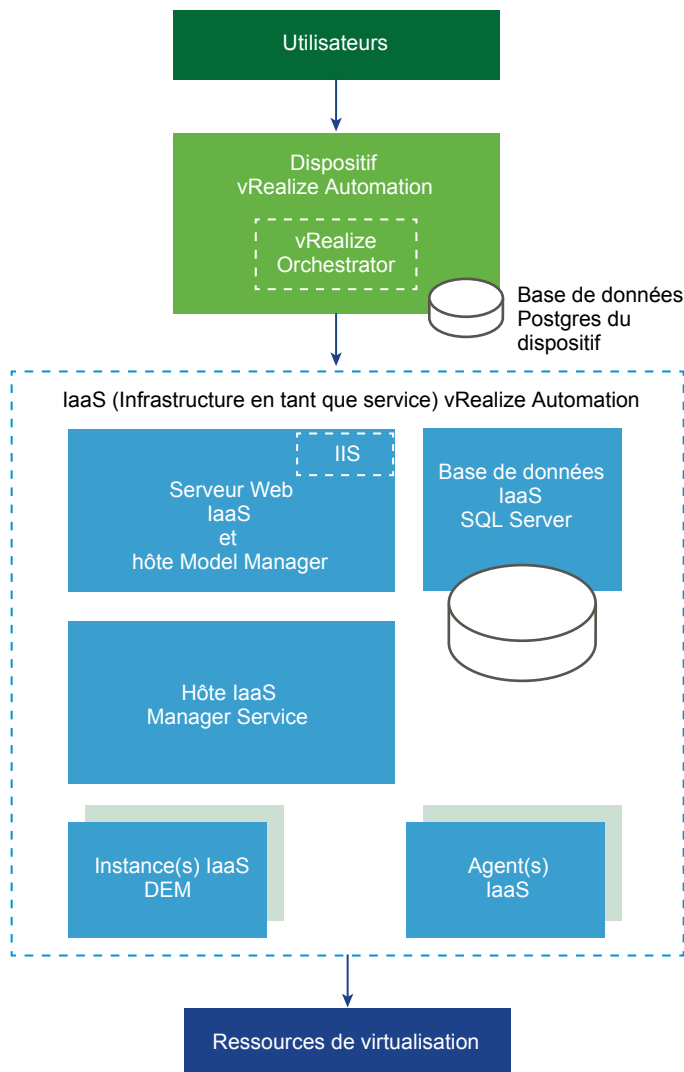 Utilisateurs
Dispositif
vRealize Automation
vRealize
Orchestrator
Base de données
Postgres du
dispositif
IaaS (Infrastructure en tant que service) vRealize Automation
IIS
Serveur Web
IaaS
et
hôte Model Manager
Base de données
IaaS
SQL Server
Hôte IaaS
Manager Service
Instance(s) IaaS
DEM
Agent(s)
IaaS
Ressources de virtualisation